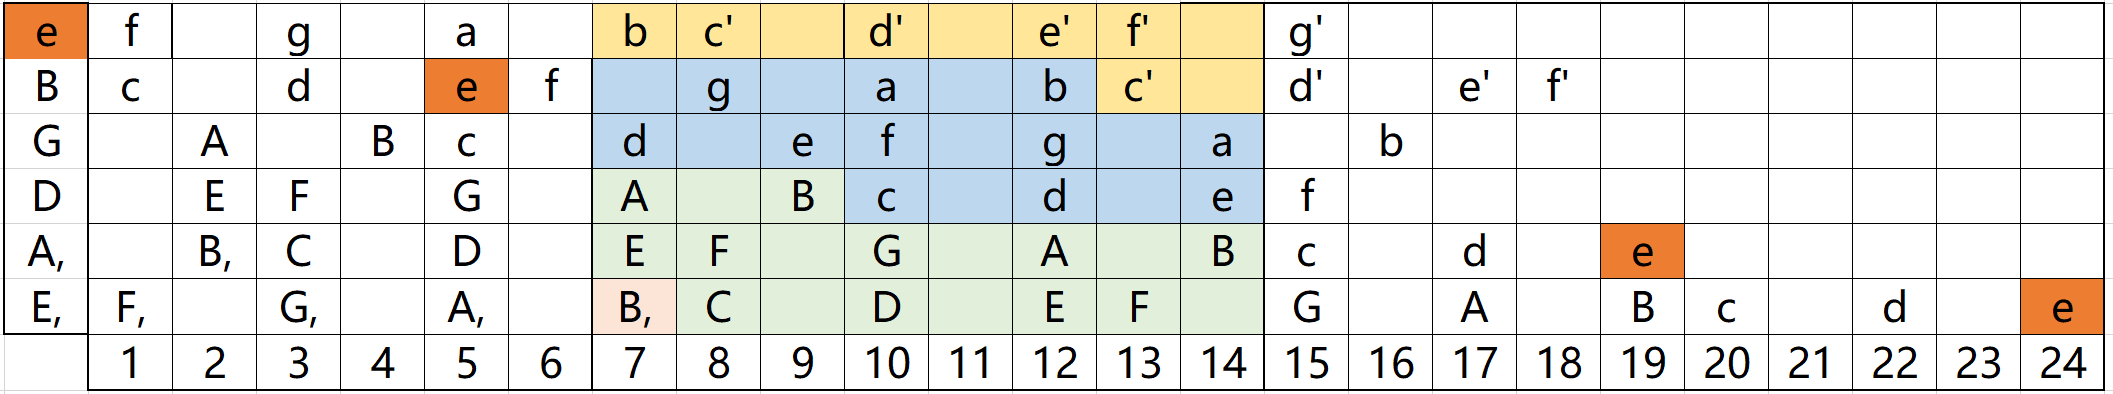 e f g a b c' d' e' f' g'
B c d e f g a b c' d' e' f'
G A B c d e f g a b
D E F G A B c d e f
A, B, C D E F G A B c d e
E, F, G, A, B, C D E F G A B c d e
1 2 3 4 5 6 7 8 9 10 11 12 13 14 15 16 17 18 19 20 21 22 23 24